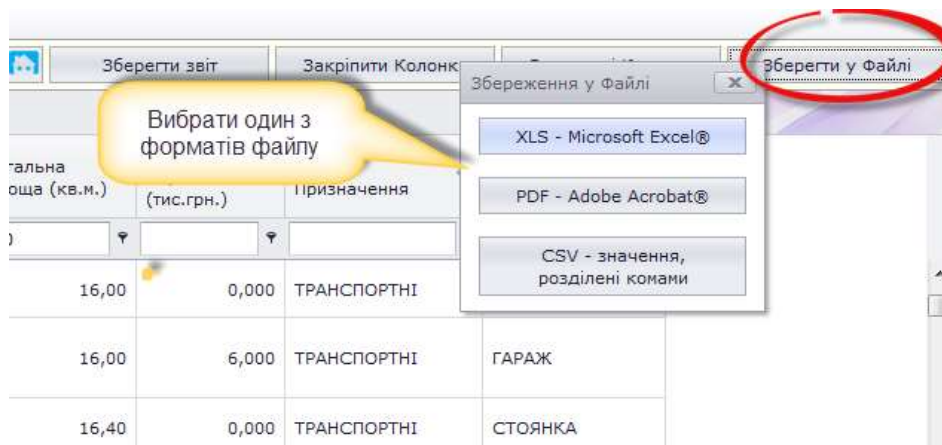 Зберегти звіт
Закріпити Колонк
Зберегти у Файлі
Збереження у Файлі
Вибрати один з
форматів файлу
XLS - Microsoft Excel®
PDF - Adobe Acrobat®
CSV - значення,
розділені комами
гальна
оща (кв.м.)
(тис.грн.)
Призначення
16,00 0,000 ТРАНСПОРТНІ
16,00 6,000 ТРАНСПОРТНІ ГАРАЖ
16,40 0,000 ТРАНСПОРТНІ СТОЯНКА